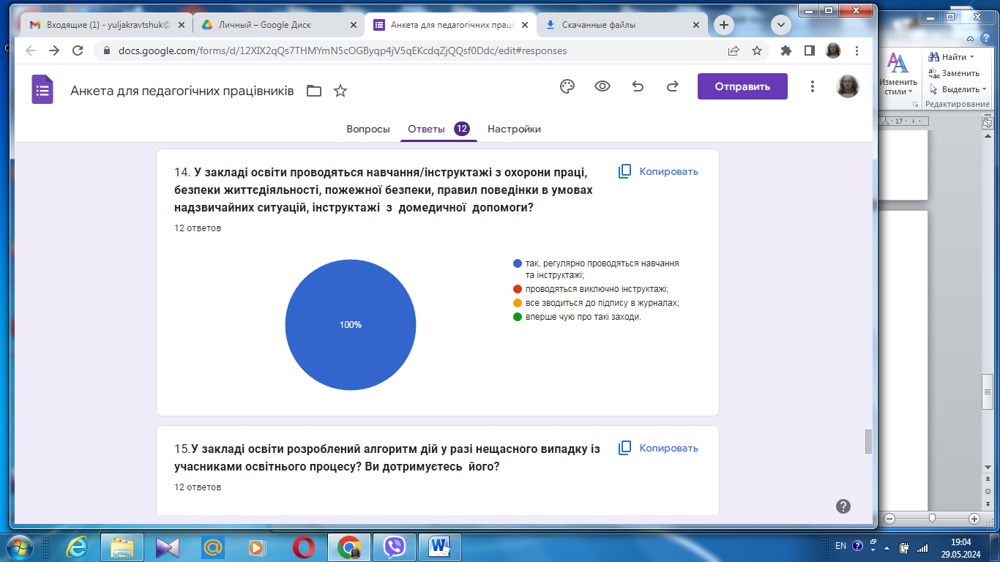 Входящие (1) - yuljakravtshuk@
Личный – Google Диск
Анкета для педагогічних праці
Скачанные файлы
docs.google.com/forms/d/12XIX2qQs7THMYmN5cOGByqp4jV5qEKcdqZjQQsf0Ddc/edit#responses
Анкета для педагогічних працівників
Отправить
Вопросы
Ответы 12
Настройки
14. У закладі освіти проводяться навчання/інструктажі з охорони праці,
безпеки життєдіяльності, пожежної безпеки, правил поведінки в умовах
надзвичайних ситуацій, інструктажі з домедичної допомоги?
Копировать
12 ответов
100%
так, регулярно проводяться навчання
та інструктажі;
проводяться виключно інструктажі;
все зводиться до підпису в журналах;
вперше чую про такі заходи.
15.У закладі освіти розроблений алгоритм дій у разі нещасного випадку із
учасниками освітнього процесу? Ви дотримуєтесь його?
Копировать
12 ответов
Изменить
стили
Найти
Заменить
Выделить
Редактирование
17
EN
19:04
29.05.2024